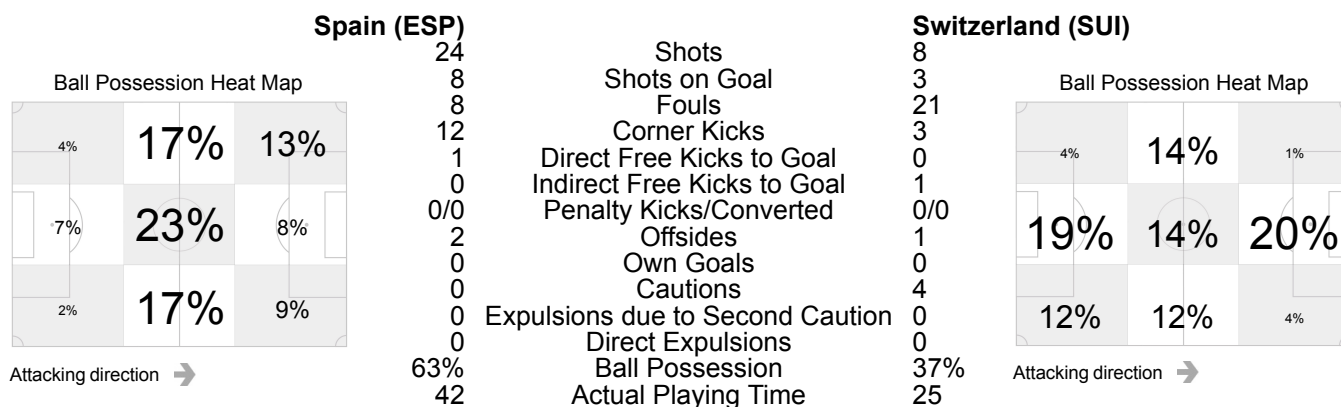 Spain (ESP) Switzerland (SUI)
24 Shots 8
8 Shots on Goal 3
8 Fouls 21
12 Corner Kicks 3
1 Direct Free Kicks to Goal 0
0 Indirect Free Kicks to Goal 1
0/0 Penalty Kicks/Converted 0/0
2 Offsides 1
0 Own Goals 0
0 Cautions 4
0 Expulsions due to Second Caution 0
0 Direct Expulsions 0
63% Ball Possession 37%
42 Actual Playing Time 25
Ball Possession Heat Map
4% 17% 13%
7% 23% 8%
2% 17% 9%
Attacking direction
Ball Possession Heat Map
4% 14% 1%
19% 14% 20%
12% 12% 4%
Attacking direction